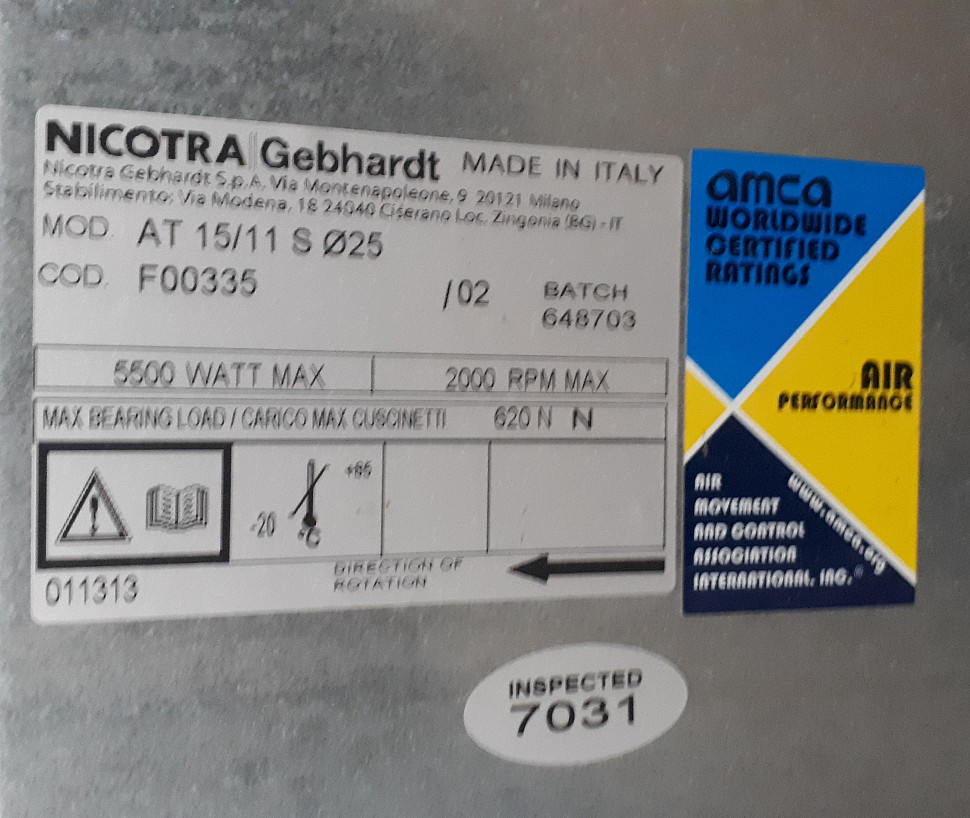 NICOTRA Gebhardt MADE IN ITALY
Nicotra Gebhardt S.p.A. Via Montenapoleone, 9 20121 Milano
Stabilimento: Via Modena, 18 24040 Ciserano Loc. Zingonia (BG) - IT
MOD. AT 15/11 S Ø25
COD. F00335 /02 BATCH
648703
5500 WATT MAX 2000 RPM MAX
MAX BEARING LOAD / CARICO MAX CUSCINETTI 620 N N
-20 +85
°C
DIRECTION OF
ROTATION
011313
amca
WORLDWIDE
CERTIFIED
RATINGS
AIR
PERFORMANCE
AIR
MOVEMENT
AND CONTROL
ASSOCIATION
INTERNATIONAL, INC.®
www.amca.org
INSPECTED
7031